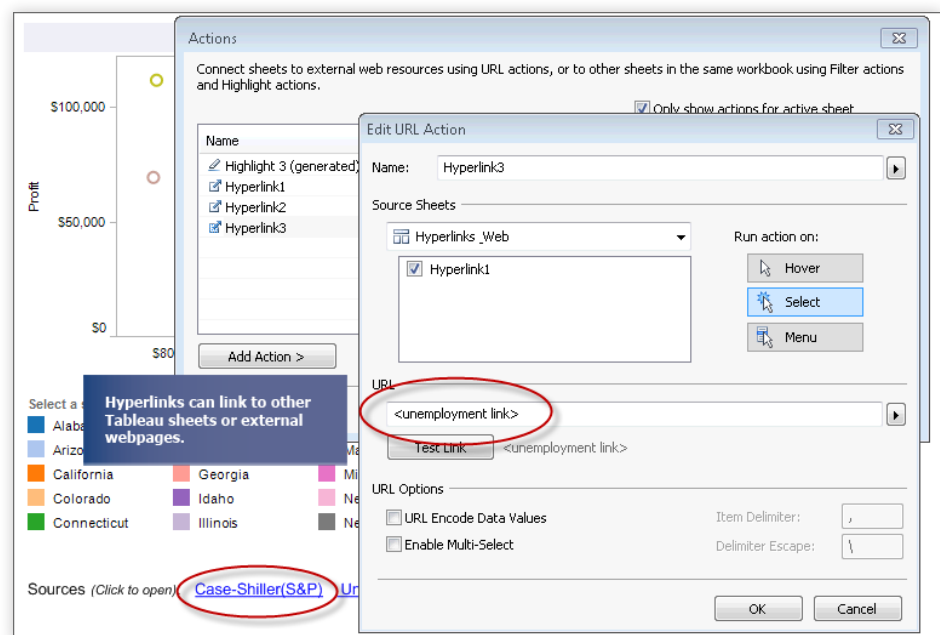 Actions
Connect sheets to external web resources using URL actions, or to other sheets in the same workbook using Filter actions
and Highlight actions.
Only show actions for active sheet
Name
Highlight 3 (generated)
Hyperlink1
Hyperlink2
Hyperlink3
Add Action >
Edit URL Action
Name: Hyperlink3
Source Sheets
Hyperlinks _Web
Hyperlink1
Run action on:
Hover
Select
Menu
URL
<unemployment link>
Test Link <unemployment link>
URL Options
URL Encode Data Values
Item Delimiter: ,
Enable Multi-Select
Delimiter Escape: \
OK
Cancel
$100,000
$50,000
$0
Profit
$80
Hyperlinks can link to other
Tableau sheets or external
webpages.
Select a
California Georgia
Colorado Idaho
Connecticut Illinois
Sources (Click to open) Case-Shiller(S&P)